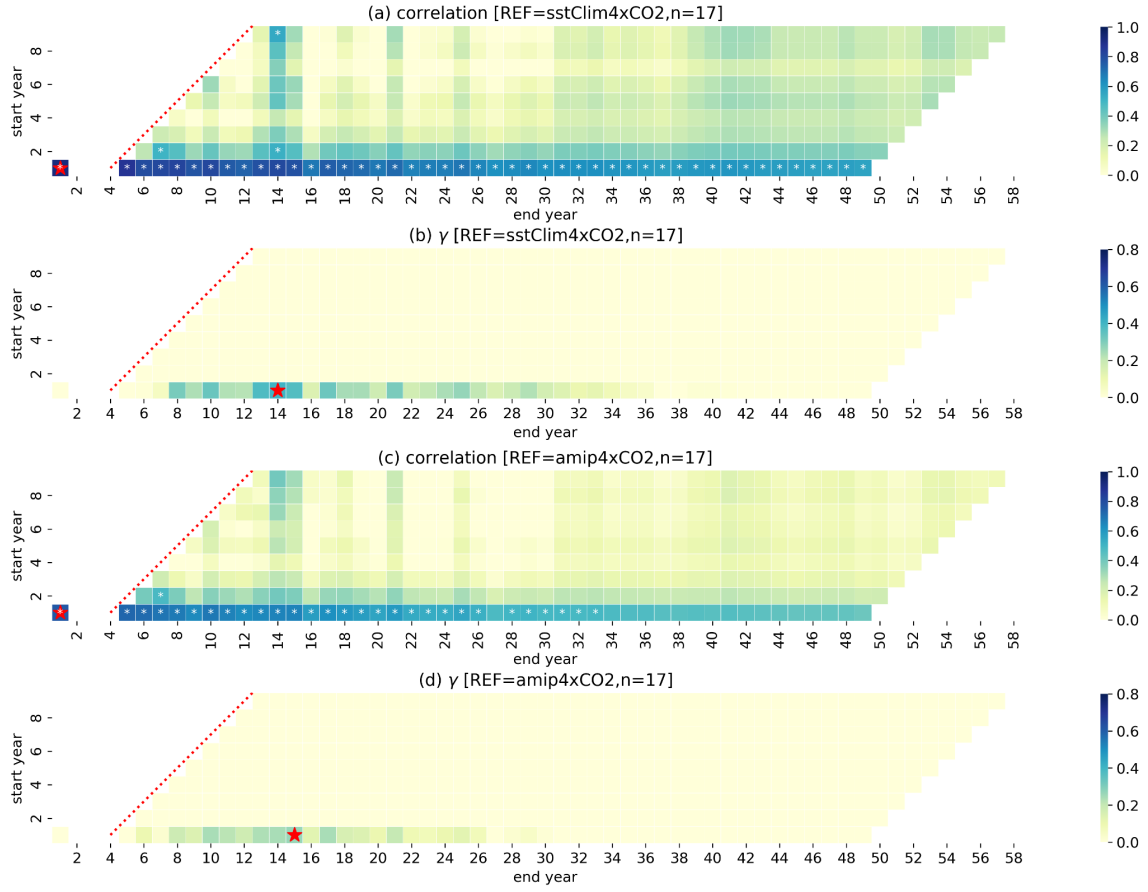 (a) correlation [REF=sstClim4xCO2,n=17]
start year
8
6
4
2
2 4 6 8 10 12 14 16 18 20 22 24 26 28 30 32 34 36 38 40 42 44 46 48 50 52 54 56 58
end year
1.0
0.8
0.6
0.4
0.2
0.0
(b) γ [REF=sstClim4xCO2,n=17]
start year
8
6
4
2
2 4 6 8 10 12 14 16 18 20 22 24 26 28 30 32 34 36 38 40 42 44 46 48 50 52 54 56 58
end year
0.8
0.6
0.4
0.2
0.0
(c) correlation [REF=amip4xCO2,n=17]
start year
8
6
4
2
2 4 6 8 10 12 14 16 18 20 22 24 26 28 30 32 34 36 38 40 42 44 46 48 50 52 54 56 58
end year
1.0
0.8
0.6
0.4
0.2
0.0
(d) γ [REF=amip4xCO2,n=17]
start year
8
6
4
2
2 4 6 8 10 12 14 16 18 20 22 24 26 28 30 32 34 36 38 40 42 44 46 48 50 52 54 56 58
end year
0.8
0.6
0.4
0.2
0.0